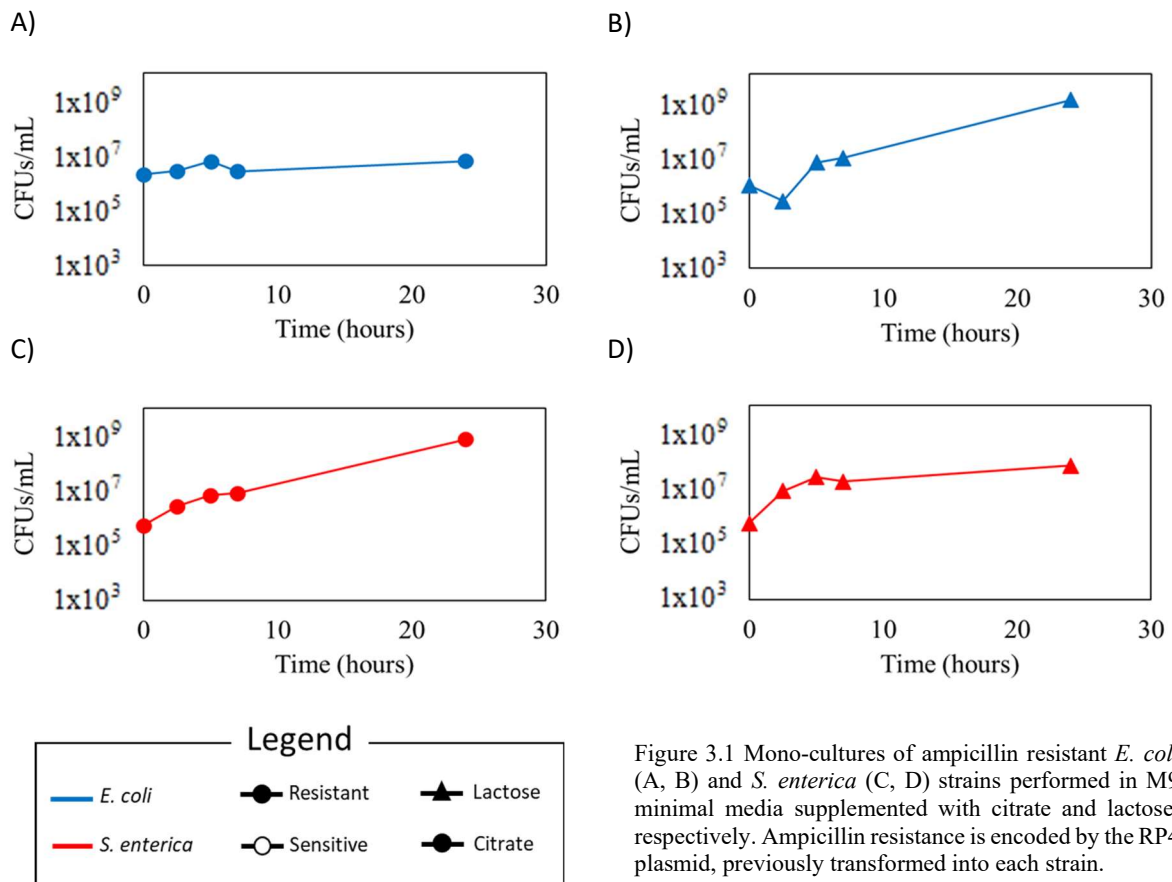 A)
B)
1x10⁹
1x10⁷
1x10⁵
1x10³
CFUs/mL
0
10
20
30
Time (hours)
1x10⁹
1x10⁷
1x10⁵
1x10³
CFUs/mL
0
10
20
30
Time (hours)
C)
D)
1x10⁹
1x10⁷
1x10⁵
1x10³
CFUs/mL
0
10
20
30
Time (hours)
1x10⁹
1x10⁷
1x10⁵
1x10³
CFUs/mL
0
10
20
30
Time (hours)
Legend
E. coli
Resistant
Lactose
S. enterica
Sensitive
Citrate
Figure 3.1 Mono-cultures of ampicillin resistant E. col
(A, B) and S. enterica (C, D) strains performed in M9
minimal media supplemented with citrate and lactose
respectively. Ampicillin resistance is encoded by the RP4
plasmid, previously transformed into each strain.